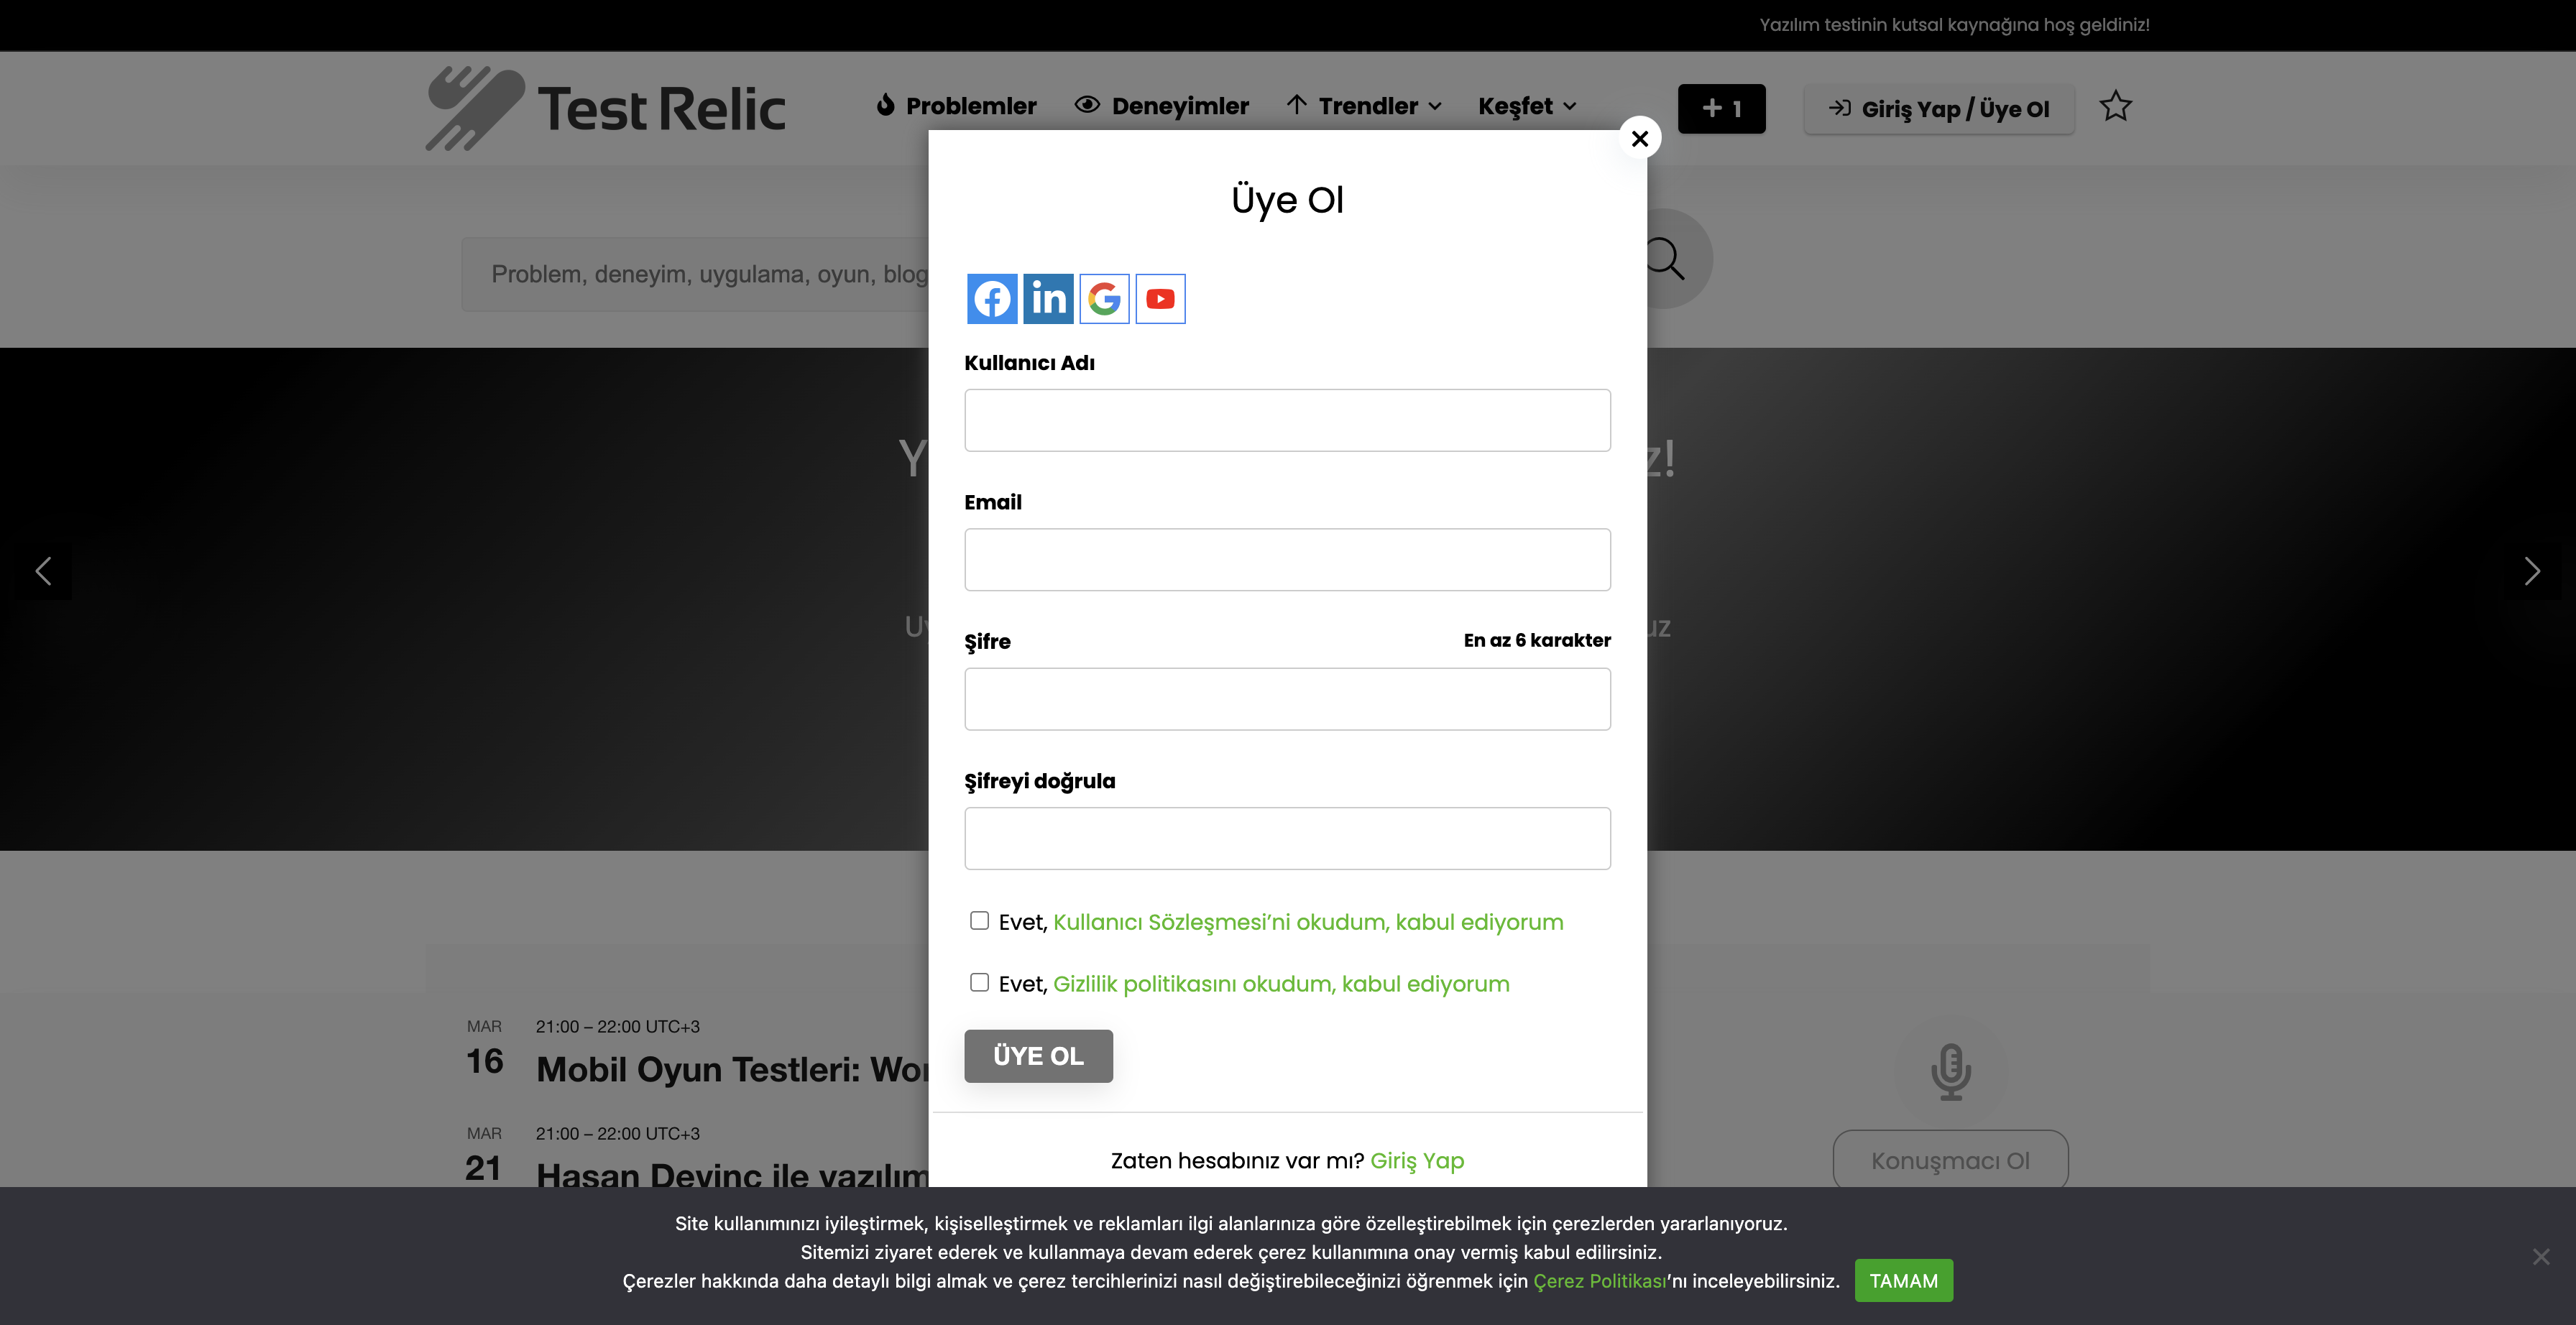 Yazılım testinin kutsal kaynağına hoş geldiniz!
Test Relic
Problemler Deneyimler Trendler Keşfet + 1 Giriş Yap / Üye Ol
Üye Ol
Problem, deneyim, uygulama, oyun, blog
Kullanıcı Adı
Email
Şifre En az 6 karakter
Şifreyi doğrula
Evet, Kullanıcı Sözleşmesi’ni okudum, kabul ediyorum
Evet, Gizlilik politikasını okudum, kabul ediyorum
ÜYE OL
Zaten hesabınız var mı? Giriş Yap
MAR 21:00 – 22:00 UTC+3
16 Mobil Oyun Testleri:
MAR 21:00 – 22:00 UTC+3
21 Hasan Devinc ile yazılım
Konuşmacı Ol
Site kullanımınızı iyileştirmek, kişiselleştirmek ve reklamları ilgi alanlarınıza göre özelleştirebilmek için çerezlerden yararlanıyoruz.
Sitemizi ziyaret ederek ve kullanmaya devam ederek çerez kullanımına onay vermiş kabul edilirsiniz.
Çerezler hakkında daha detaylı bilgi almak ve çerez tercihlerinizi nasıl değiştirebileceğinizi öğrenmek için Çerez Politikası’nı inceleyebilirsiniz. TAMAM